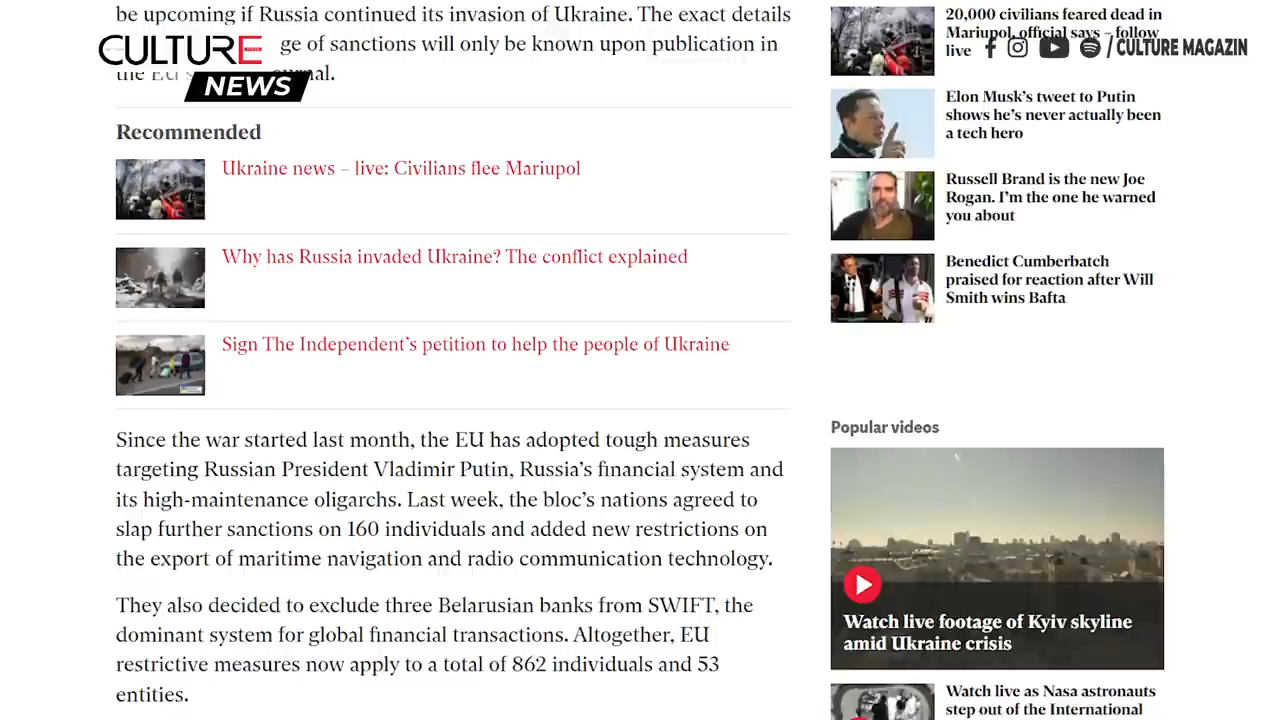 be upcoming if Russia continued its invasion of Ukraine. The exact details
ge of sanctions will only be known upon publication in
the EU's nal.
CULTURE
NEWS
Recommended
Ukraine news – live: Civilians flee Mariupol
Why has Russia invaded Ukraine? The conflict explained
Sign The Independent's petition to help the people of Ukraine
Since the war started last month, the EU has adopted tough measures
targeting Russian President Vladimir Putin, Russia's financial system and
its high-maintenance oligarchs. Last week, the bloc's nations agreed to
slap further sanctions on 160 individuals and added new restrictions on
the export of maritime navigation and radio communication technology.
They also decided to exclude three Belarusian banks from SWIFT, the
dominant system for global financial transactions. Altogether, EU
restrictive measures now apply to a total of 862 individuals and 53
entities.
20,000 civilians feared dead in
Mariupol, official says – follow
live
/ CULTURE MAGAZIN
Elon Musk's tweet to Putin
shows he's never actually been
a tech hero
Russell Brand is the new Joe
Rogan. I'm the one he warned
you about
Benedict Cumberbatch
praised for reaction after Will
Smith wins Bafta
Popular videos
Watch live footage of Kyiv skyline
amid Ukraine crisis
Watch live as Nasa astronauts
step out of the International